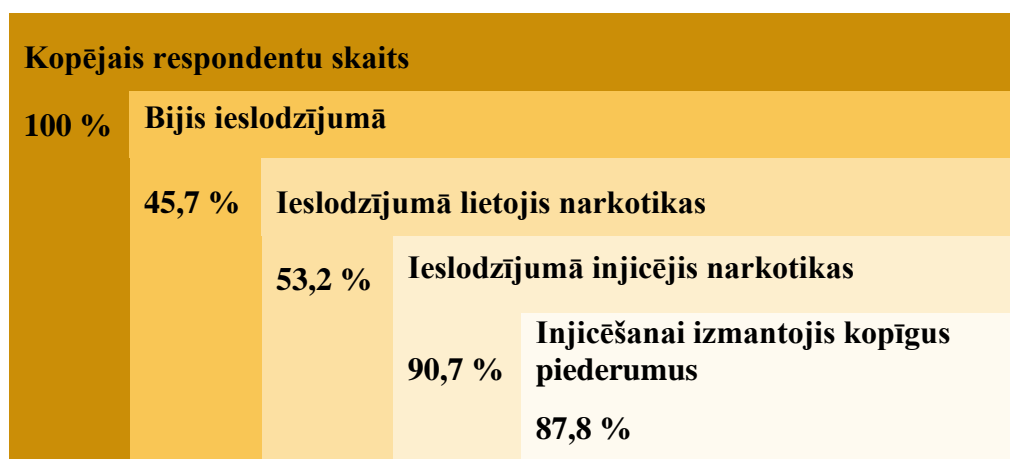 Kopējais respondentu skaits
100 %
Bijis ieslodzījumā
45,7 %
Ieslodzījumā lietojis narkotikas
53,2 %
Ieslodzījumā injicējis narkotikas
90,7 %
Injicēšanai izmantojis kopīgus
piederumus
87,8 %